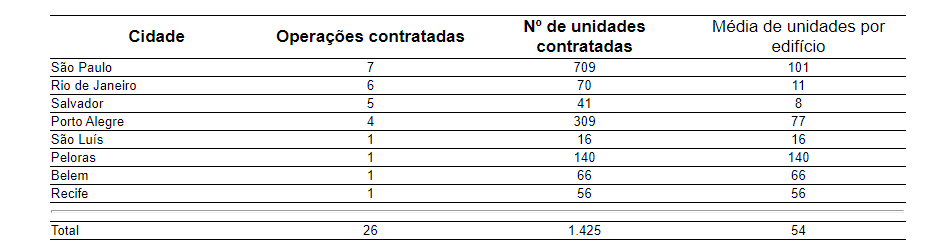 Cidade Operações contratadas Nº de unidades contratadas Média de unidades por edifício
São Paulo 7 709 101
Rio de Janeiro 6 70 11
Salvador 5 41 8
Porto Alegre 4 309 77
São Luís 1 16 16
Peloras 1 140 140
Belem 1 66 66
Recife 1 56 56
Total 26 1.425 54